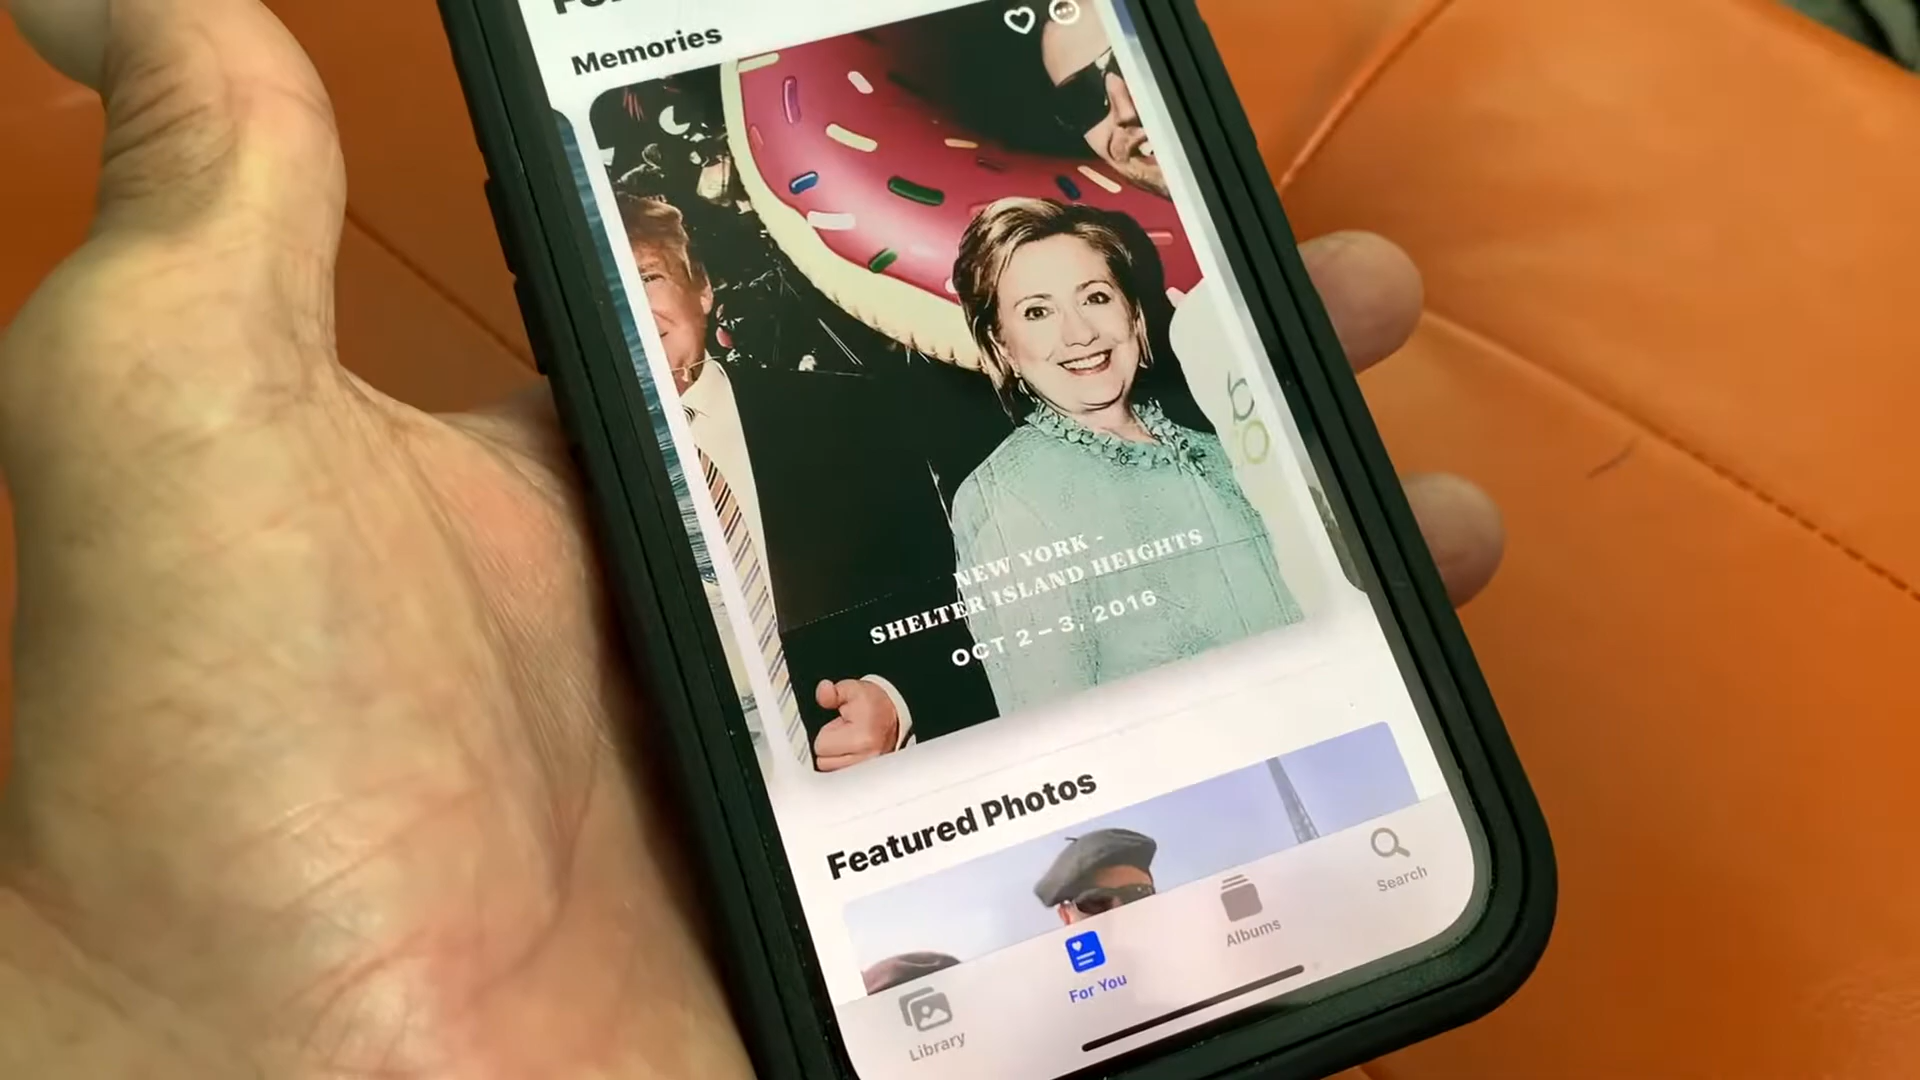 Memories
NEW YORK -
SHELTER ISLAND HEIGHTS
OCT 2 – 3, 2016
Featured Photos
Library
For You
Albums
Search